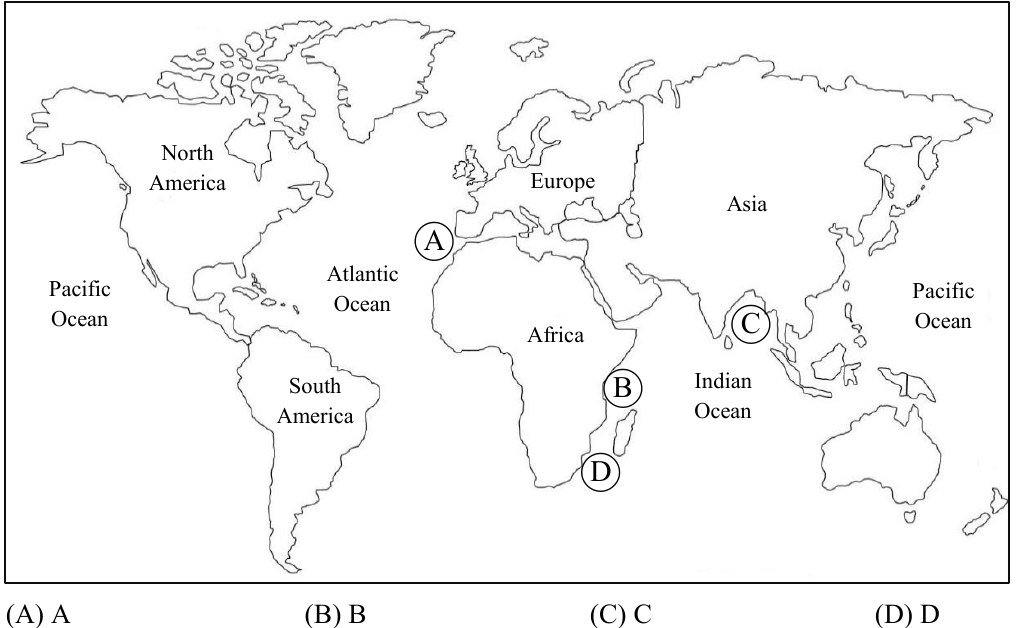 North
America
Europe
Asia
A
Atlantic
Ocean
Pacific
Ocean
Pacific
Ocean
Africa
C
South
America
B
Indian
Ocean
D
(A) A (B) B (C) C (D) D